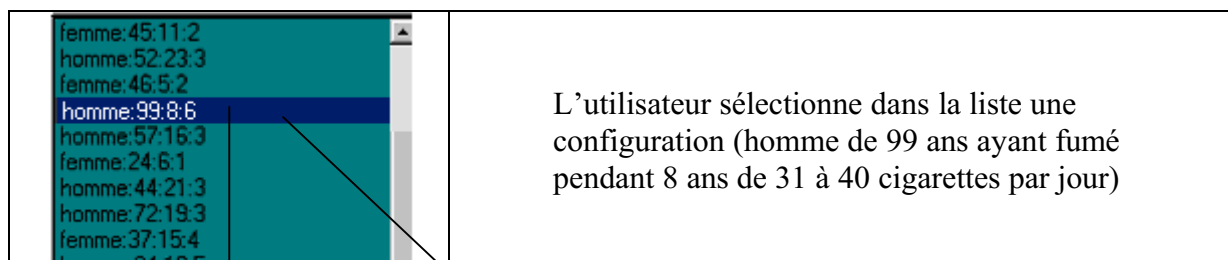 femme:45:11:2
homme:52:23:3
femme:46:5:2
homme:99:8:6
homme:57:16:3
femme:24:6:1
homme:44:21:3
homme:72:19:3
femme:37:15:4
L’utilisateur sélectionne dans la liste une
configuration (homme de 99 ans ayant fumé
pendant 8 ans de 31 à 40 cigarettes par jour)